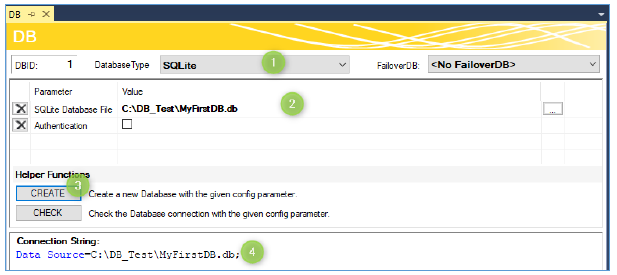 DB
DB
DBID: 1 DatabaseType SQLite 1 FailoverDB: <No FailoverDB>
Parameter Value
SQLite Database File C:\DB_Test\MyFirstDB.db 2 ...
Authentication
Helper Functions
3
CREATE Create a new Database with the given config parameter.
CHECK Check the Database connection with the given config parameter.
Connection String:
Data Source=C:\DB_Test\MyFirstDB.db; 4